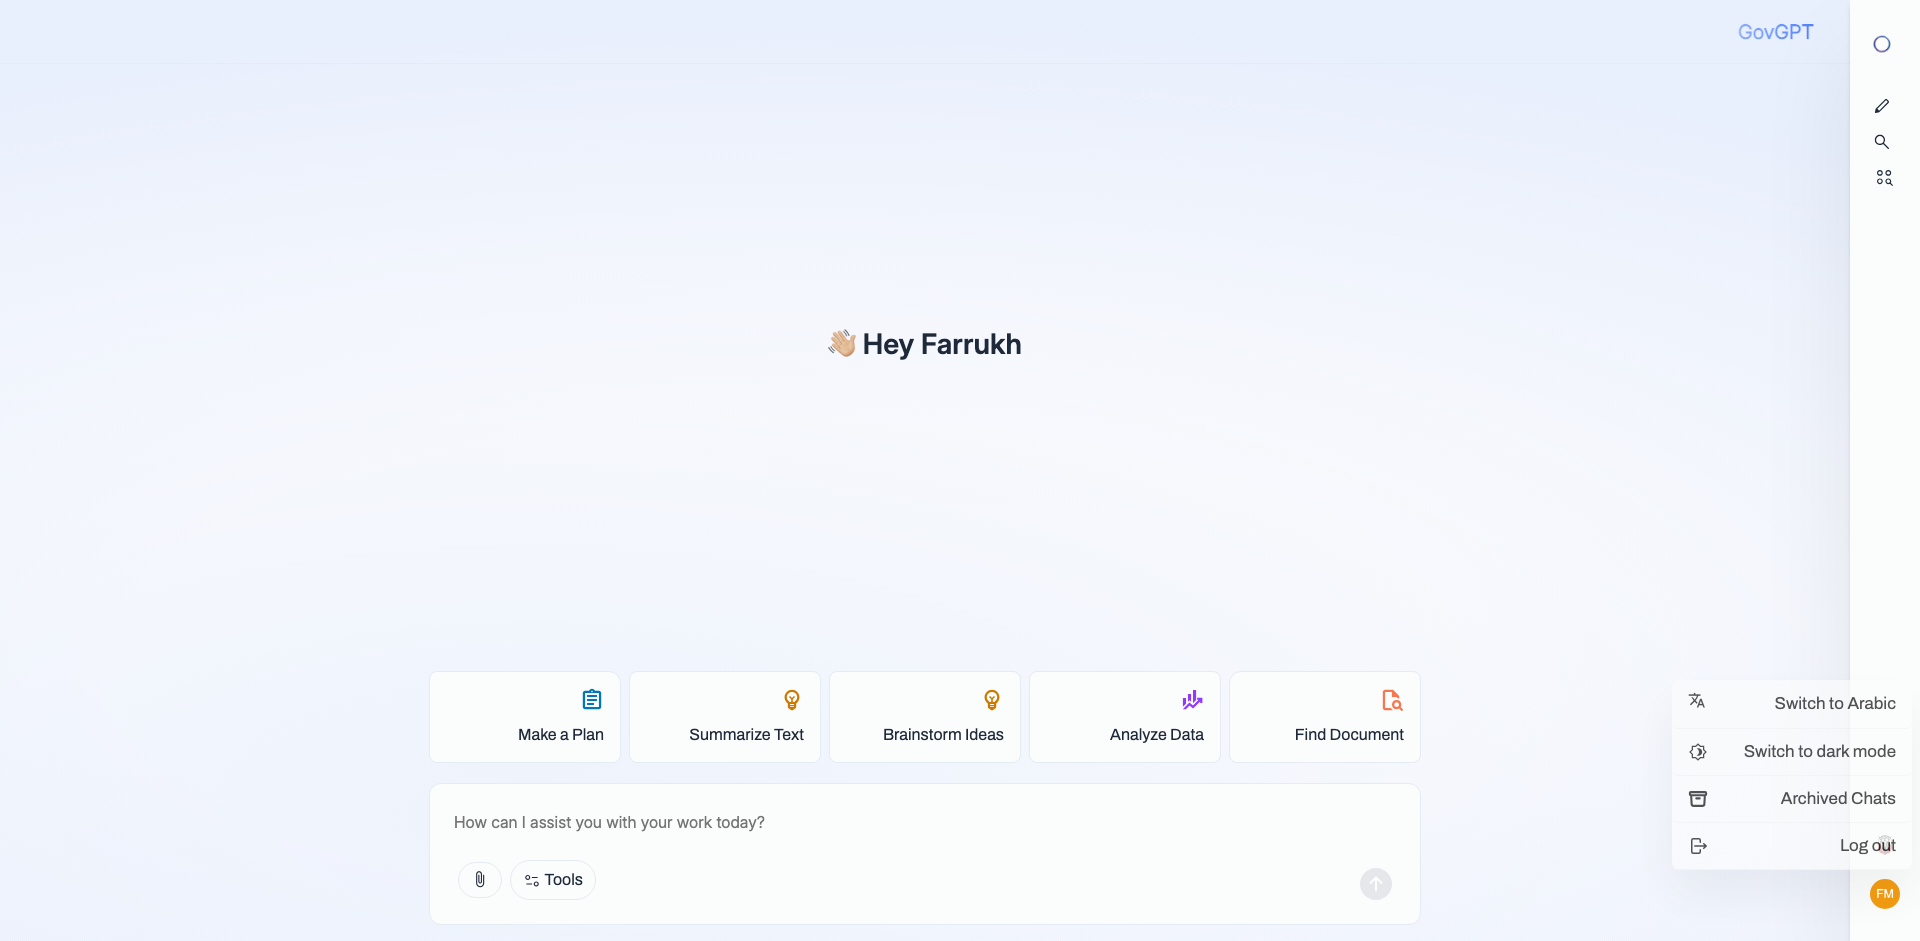 GovGPT
👋🏼 Hey Farrukh
Make a Plan
Summarize Text
Brainstorm Ideas
Analyze Data
Find Document
How can I assist you with your work today?
Tools
Switch to Arabic
Switch to dark mode
Archived Chats
Log out
FM